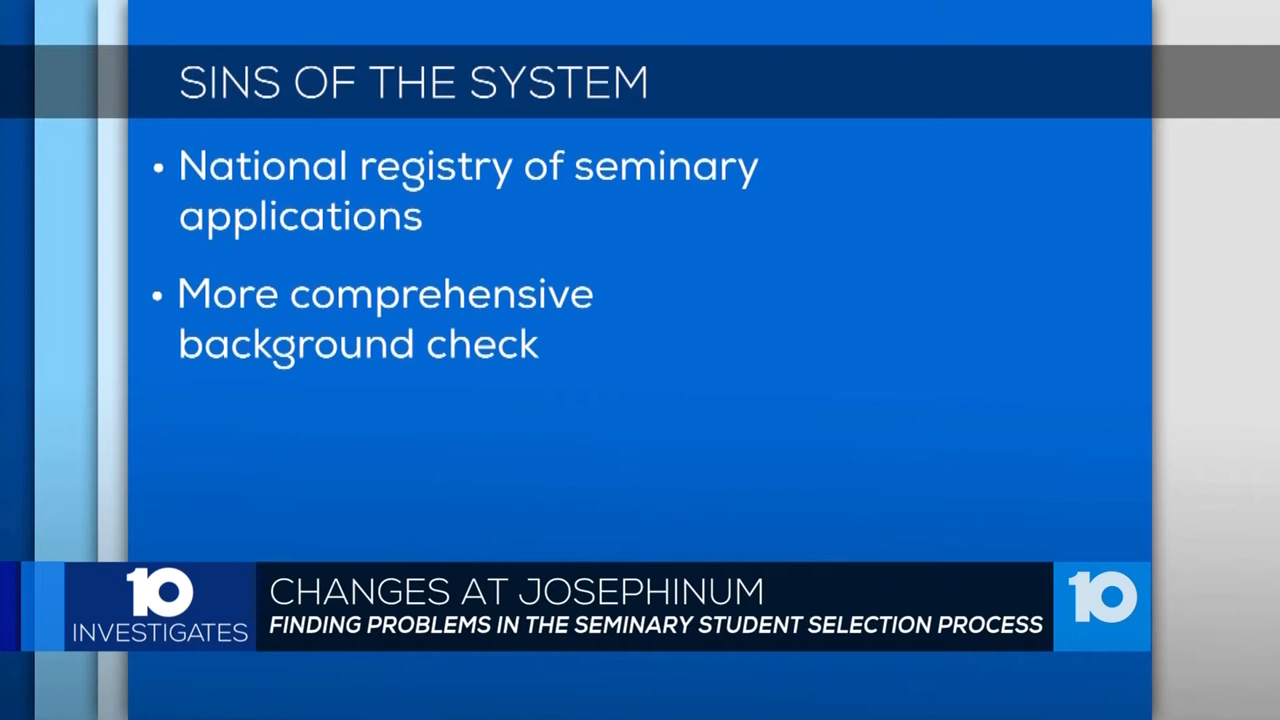 SINS OF THE SYSTEM
• National registry of seminary
applications
• More comprehensive
background check
10
INVESTIGATES
CHANGES AT JOSEPHINUM
FINDING PROBLEMS IN THE SEMINARY STUDENT SELECTION PROCESS
10